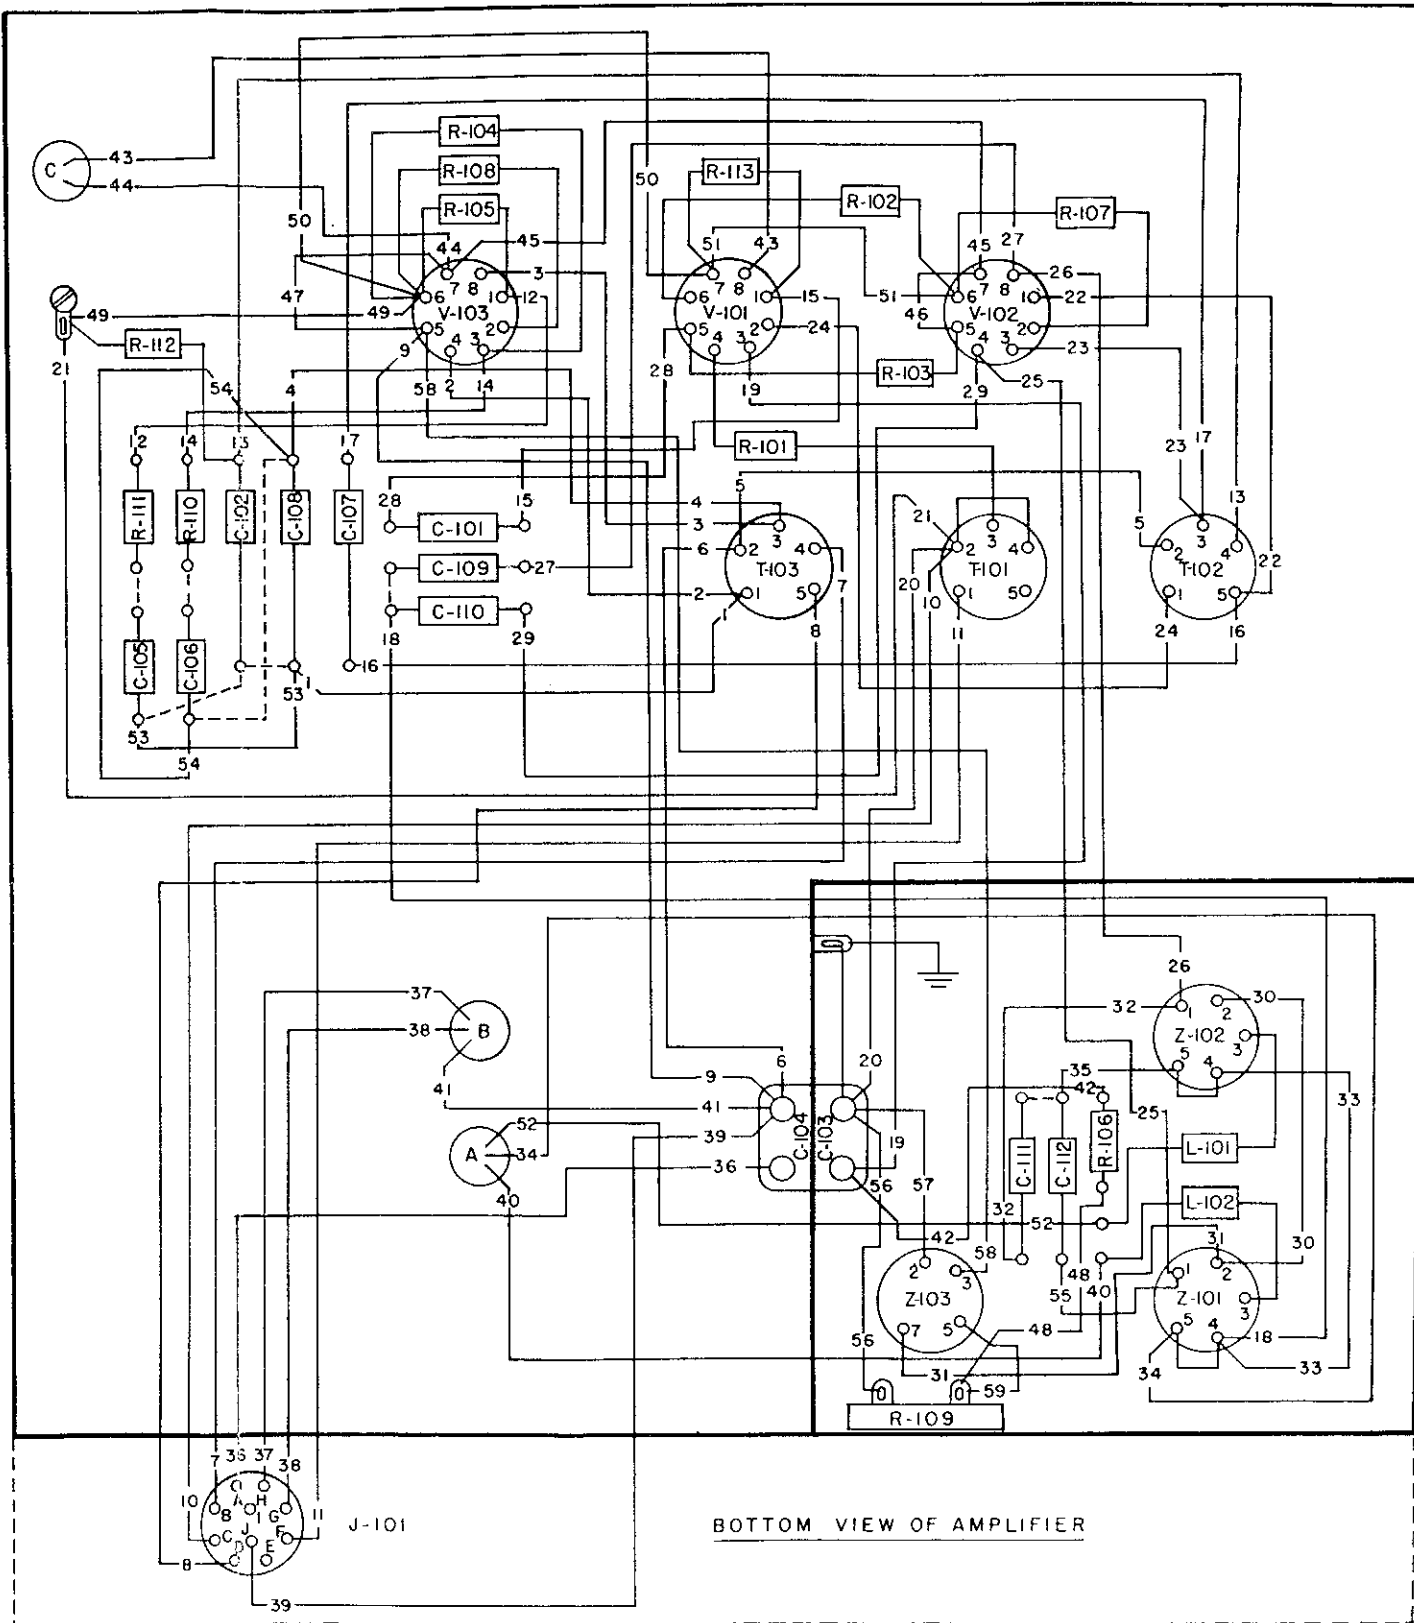 R-104
43
C
R-108
R-113
44
50
R-105
R-102
R-107
50
44 45
51 43
45 27
7 8 3
7 8
7 8 26
47
6 1 12
6 1 15
51 6 1 22
49 49
V-103
V-101
46 V-102
5 2
5 2 24
5 2
R-112
9 4 3
4 3
4 3 23
21
54 4
58 2 14
28 19
R-103
29 25
12 14 13 17
R-101
23 17
5
28 15
4
13
R-111 R-110 C-102 C-108 C-107
C-101
3 3
21 3
5 3
6 2 4
2 4
2 4
C-109 27
T-103
T-101
T-102
22
7
20 10
2 1 5
1 5
1 5
C-110
18 29
1 8
11
24 16
C-105 C-106
16
53 1
53
54
26
37
32 1 2 30
38 B
Z-102 3
6 20
5 4
41
9
35
42
41
33
C-104 C-103
25
52
39
19
C-111 C-112 R-106
L-101
A 34
36
56 57
40
L-102
32 52
42
31
58
30
2 3
48
1 2
Z-103
55 40
Z-101 3
7 5
48
5 4 18
56
34 33
31
59
R-109
7 36 37 38
10 11
A H
B I G
C J F
D E
J-101
BOTTOM VIEW OF AMPLIFIER
8
39